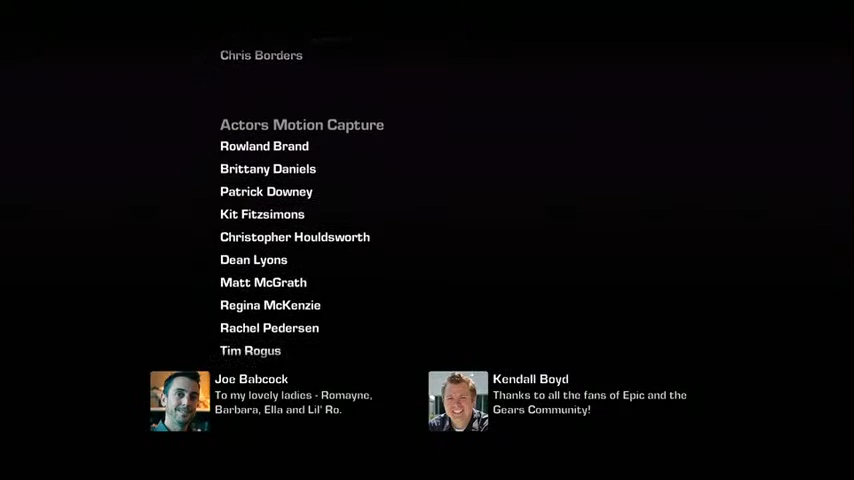 Chris Borders
Actors Motion Capture
Rowland Brand
Brittany Daniels
Patrick Downey
Kit Fitzsimons
Christopher Houldsworth
Dean Lyons
Matt McGrath
Regina McKenzie
Rachel Pedersen
Tim Rogus
Joe Babcock
To my lovely ladies - Romayne,
Barbara, Ella and Lil' Ro.
Kendall Boyd
Thanks to all the fans of Epic and the
Gears Community!